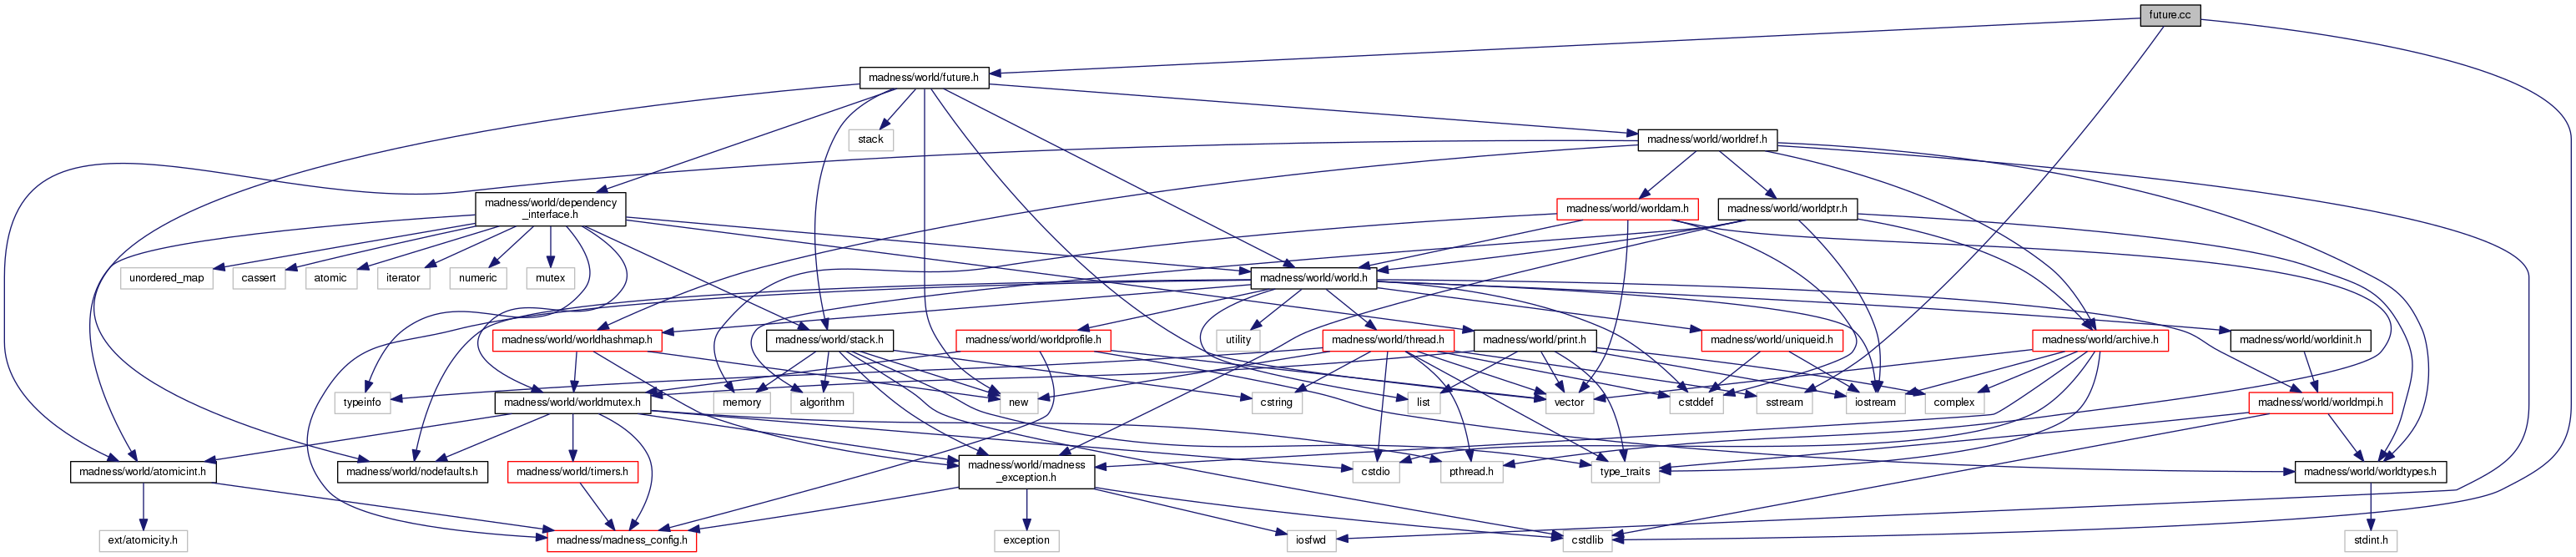 future.cc
madness/world/future.h
stack
madness/world/worldref.h
madness/world/dependency
_interface.h
madness/world/worldam.h
madness/world/worldptr.h
unordered_map
cassert
atomic
iterator
numeric
mutex
madness/world/world.h
madness/world/worldhashmap.h
madness/world/stack.h
madness/world/worldprofile.h
utility
madness/world/thread.h
madness/world/print.h
madness/world/uniqueid.h
madness/world/worldinit.h
madness/world/archive.h
typeinfo
madness/world/worldmutex.h
memory
algorithm
new
cstring
list
vector
cstddef
sstream
iostream
complex
madness/world/worldmpi.h
madness/world/atomicint.h
madness/world/nodefaults.h
madness/world/timers.h
madness/world/madness
_exception.h
cstdio
pthread.h
type_traits
madness/world/worldtypes.h
ext/atomicity.h
madness/madness_config.h
exception
iosfwd
cstdlib
stdint.h